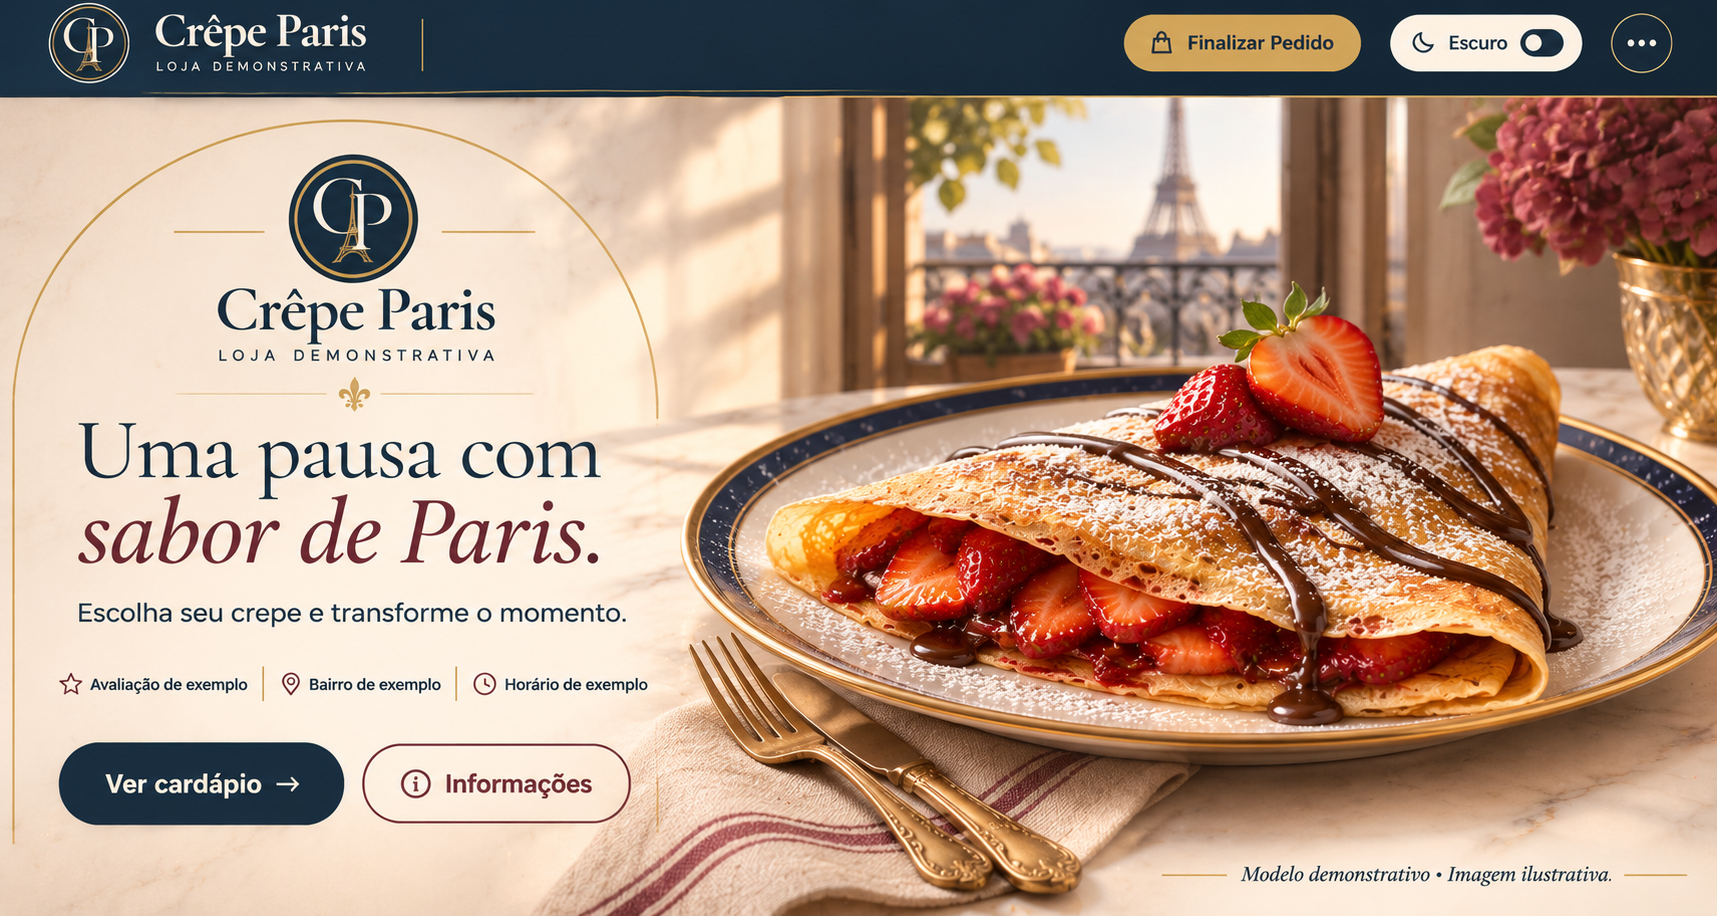 CP
Crêpe Paris
LOJA DEMONSTRATIVA
Finalizar Pedido
Escuro
CP
Crêpe Paris
LOJA DEMONSTRATIVA
Uma pausa com
sabor de Paris.
Escolha seu crepe e transforme o momento.
Avaliação de exemplo
Bairro de exemplo
Horário de exemplo
Ver cardápio →
Informações
Modelo demonstrativo • Imagem ilustrativa.